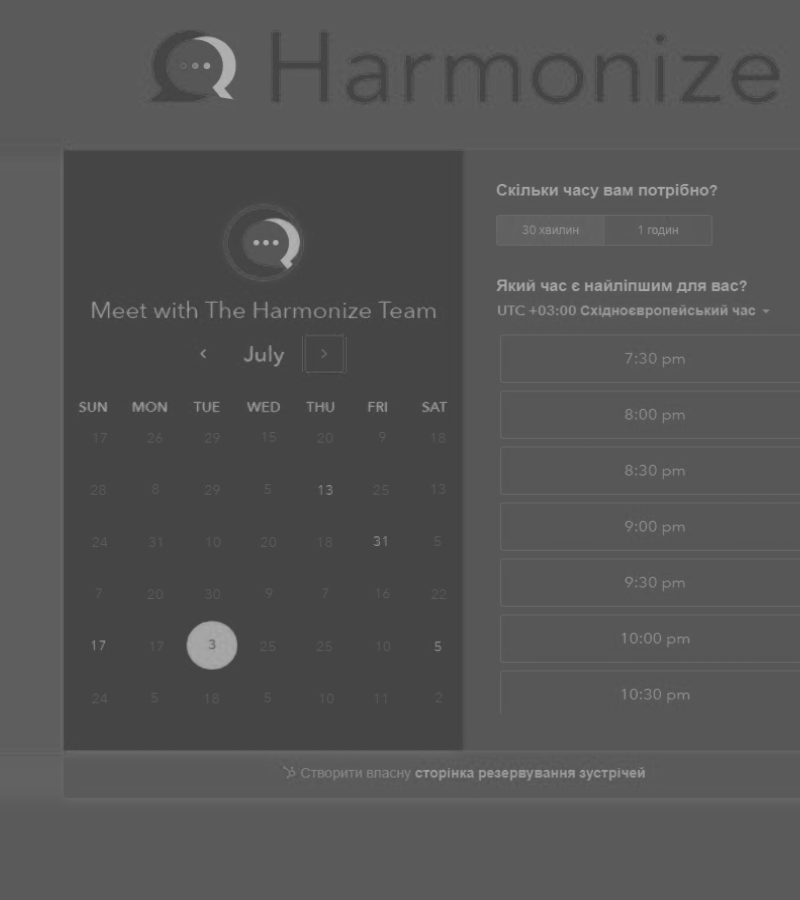 Harmonize
Meet with The Harmonize Team
July
SUN MON TUE WED THU FRI SAT
17 26 29 15 20 9 18
28 8 29 5 13 25 13
24 31 10 20 18 31 5
7 20 30 9 7 16 22
17 17 3 25 25 10 5
24 5 18 5 10 11 2
Скільки часу вам потрібно?
30 хвилин 1 годин
Який час є найліпшим для вас?
UTC +03:00 Східноєвропейський час
7:30 pm
8:00 pm
8:30 pm
9:00 pm
9:30 pm
10:00 pm
10:30 pm
Створити власну сторінка резервування зустрічей